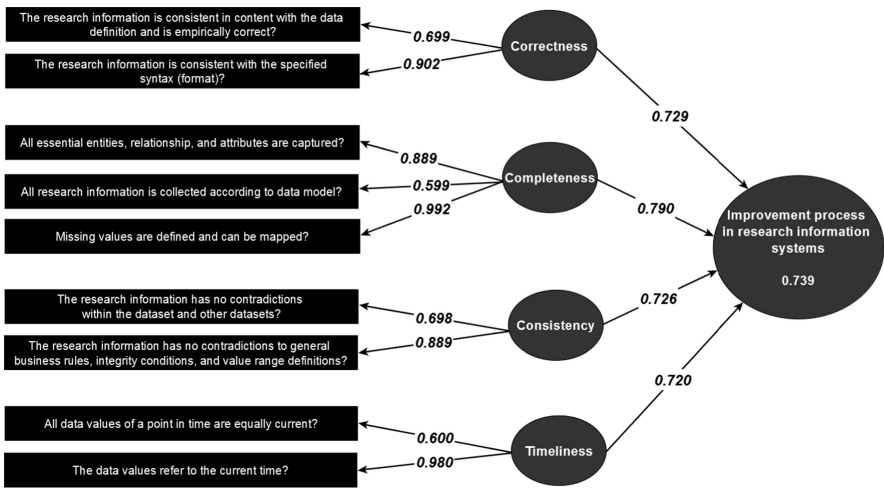 The research information is consistent in content with the data
definition and is empirically correct?
0.699
Correctness
The research information is consistent with the specified
syntax (format)?
0.902
0.729
All essential entities, relationship, and attributes are captured?
0.889
All research information is collected according to data model?
0.599
Completeness
0.992
Missing values are defined and can be mapped?
0.790
Improvement process
in research information
systems
0.739
The research information has no contradictions
within the dataset and other datasets?
0.698
Consistency
0.726
The research information has no contradictions to general
business rules, integrity conditions, and value range definitions?
0.889
0.720
All data values of a point in time are equally current?
0.600
Timeliness
0.980
The data values refer to the current time?